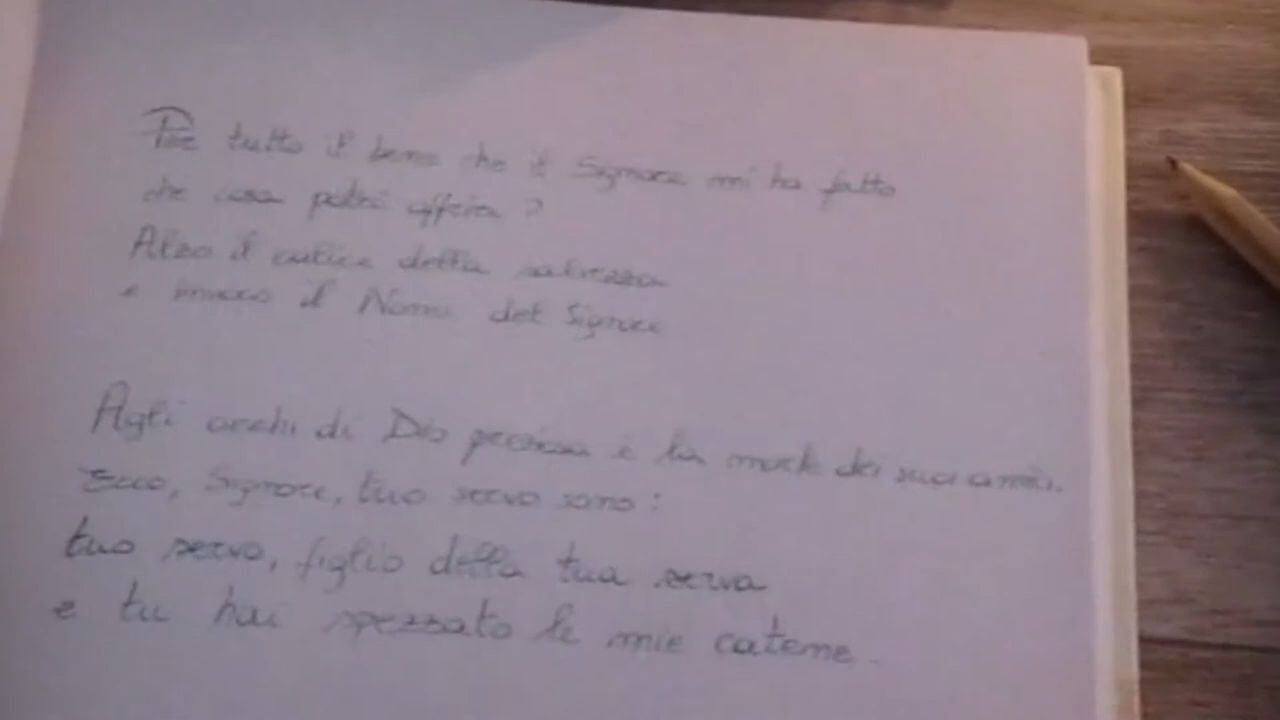 Per tutto il bene che il Signore mi ha fatto
che cosa potrei offrire?
Alzo il calice della salvezza
e invoco il Nome del Signore
Agli occhi di Dio preziosa è la morte dei suoi amici.
Ecco, Signore, tuo servo sono:
tuo servo, figlio della tua serva
e tu hai spezzato le mie catene.